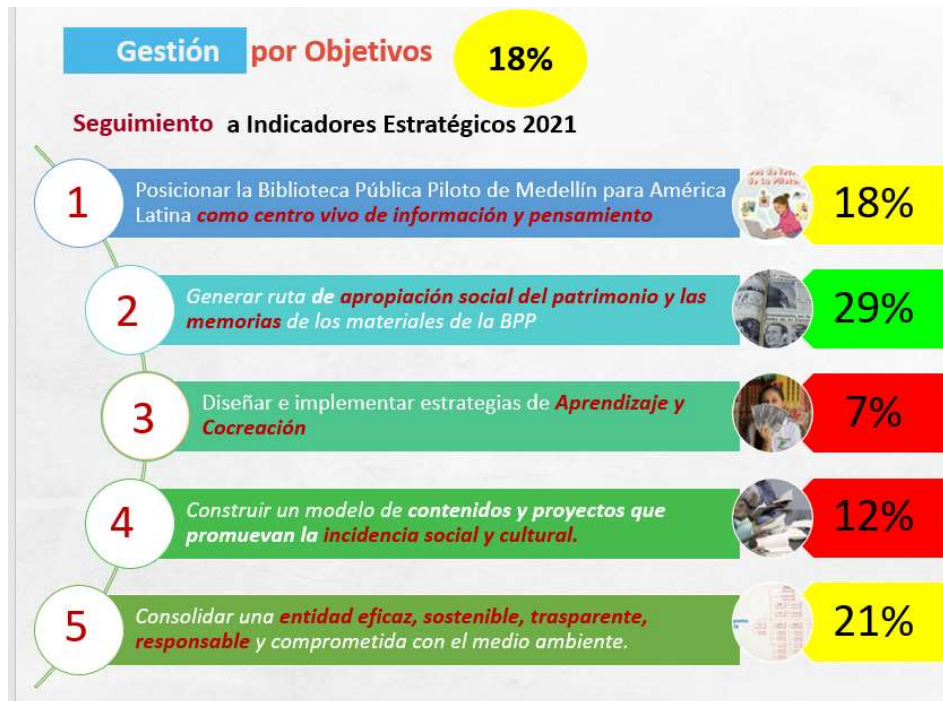 Gestión por Objetivos 18%
Seguimiento a Indicadores Estratégicos 2021
1 Posicionar la Biblioteca Pública Piloto de Medellín para América
Latina como centro vivo de información y pensamiento
18%
2 Generar ruta de apropiación social del patrimonio y las
memorias de los materiales de la BPP
29%
3 Diseñar e implementar estrategias de Aprendizaje y
Cocreación
7%
4 Construir un modelo de contenidos y proyectos que
promuevan la incidencia social y cultural.
12%
5 Consolidar una entidad eficaz, sostenible, trasparente,
responsable y comprometida con el medio ambiente.
21%